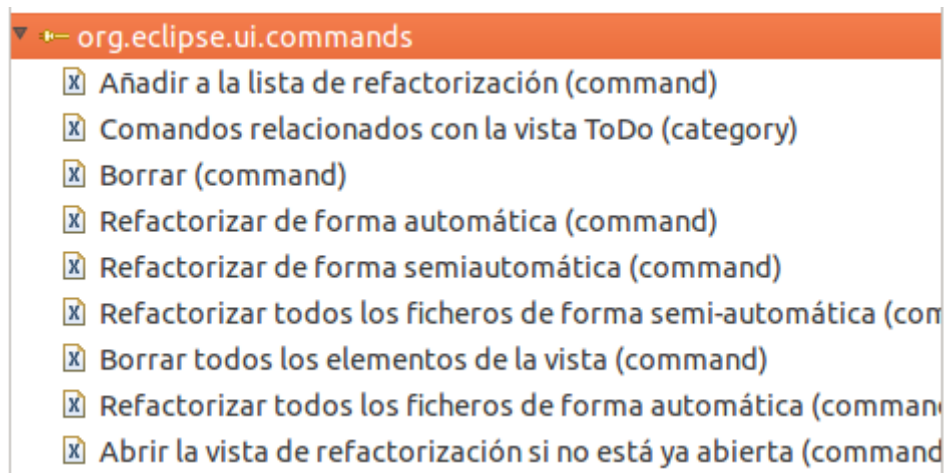 org.eclipse.ui.commands
Añadir a la lista de refactorización (command)
Comandos relacionados con la vista ToDo (category)
Borrar (command)
Refactorizar de forma automática (command)
Refactorizar de forma semiautomática (command)
Refactorizar todos los ficheros de forma semi-automática (com
Borrar todos los elementos de la vista (command)
Refactorizar todos los ficheros de forma automática (comman
Abrir la vista de refactorización si no está ya abierta (command